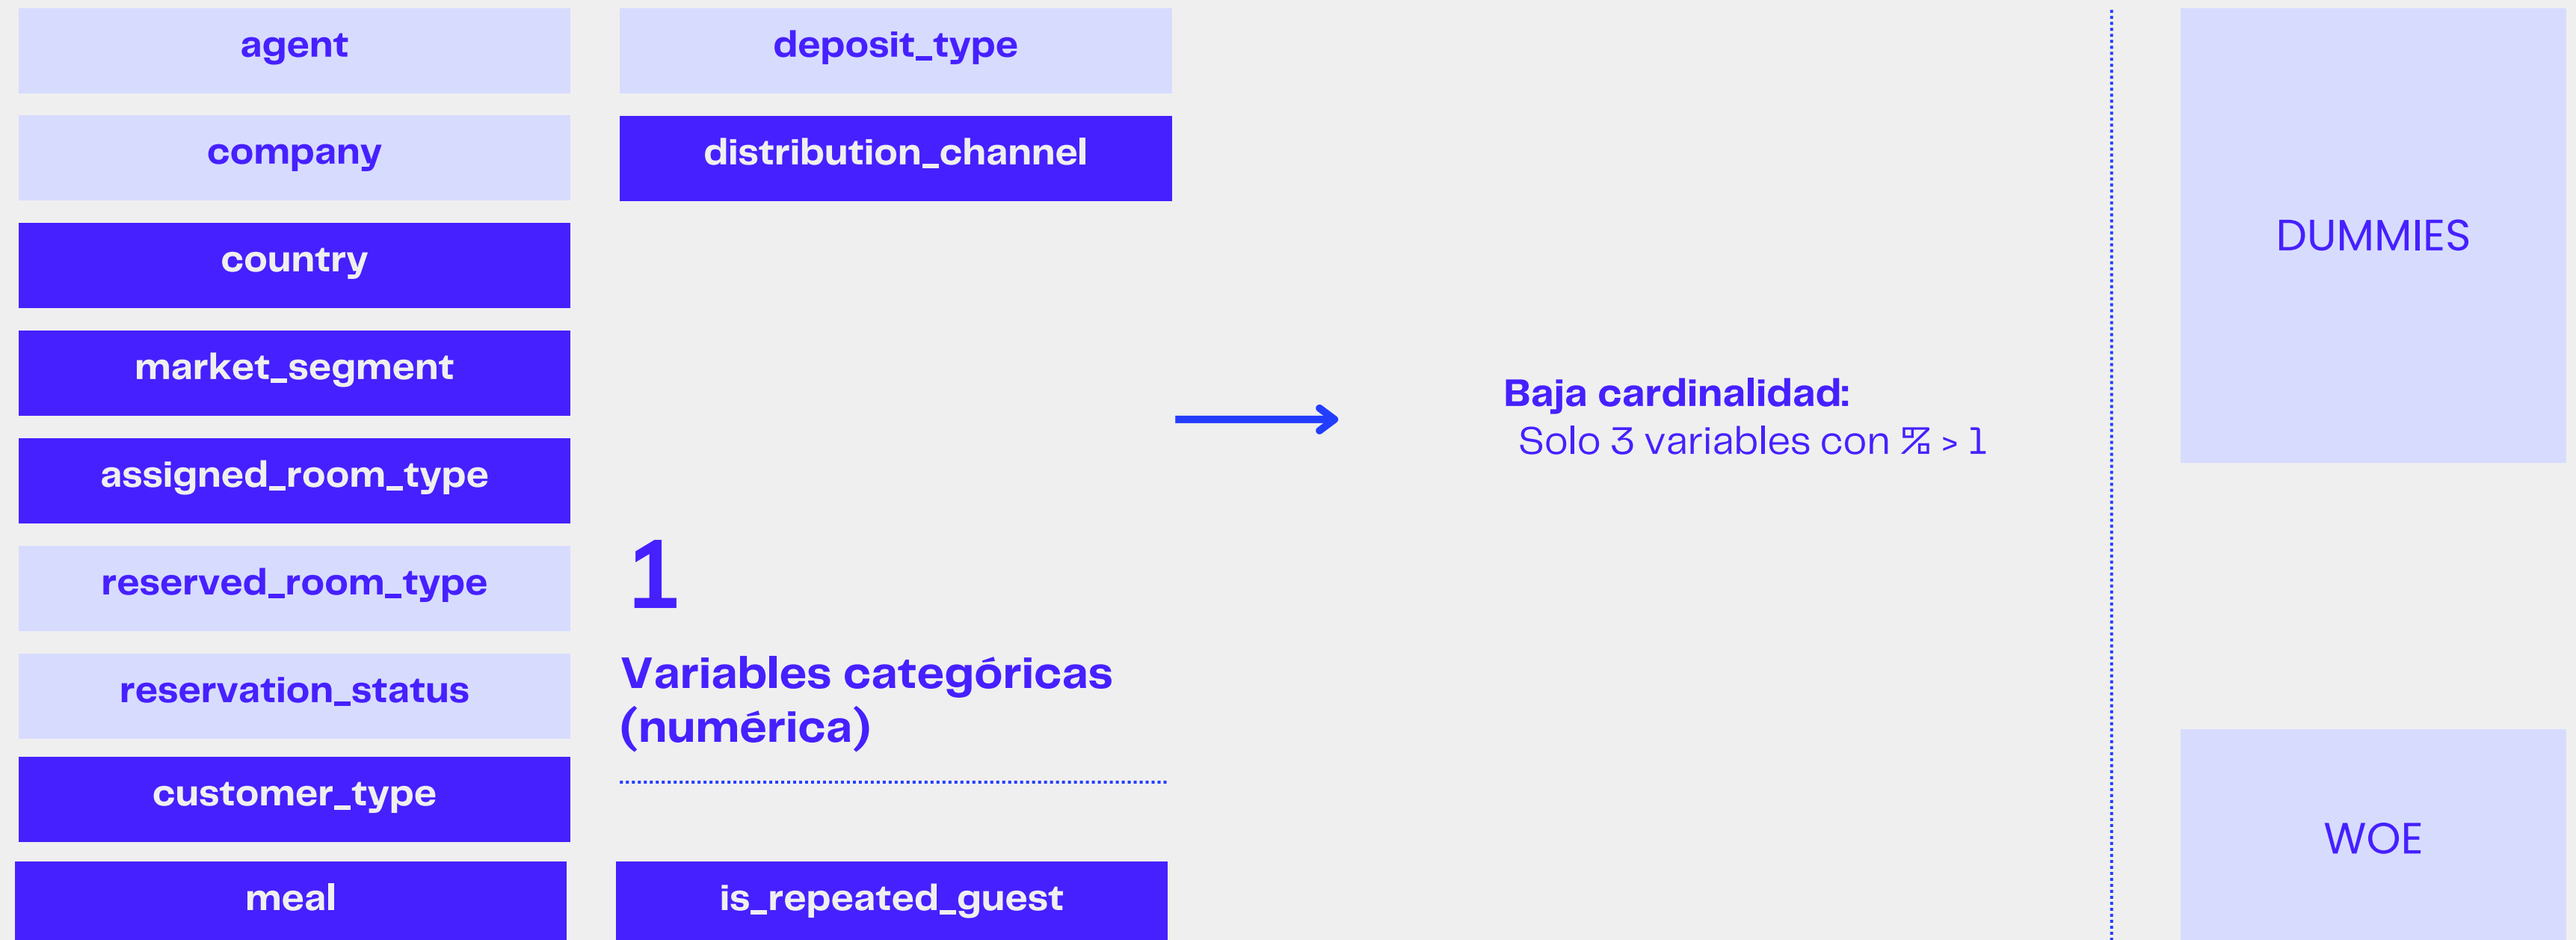 agent
company
country
market_segment
assigned_room_type
reserved_room_type
reservation_status
customer_type
meal
deposit_type
distribution_channel
1
Variables categóricas
(numérica)
is_repeated_guest
Baja cardinalidad:
Solo 3 variables con % > 1
DUMMIES
WOE